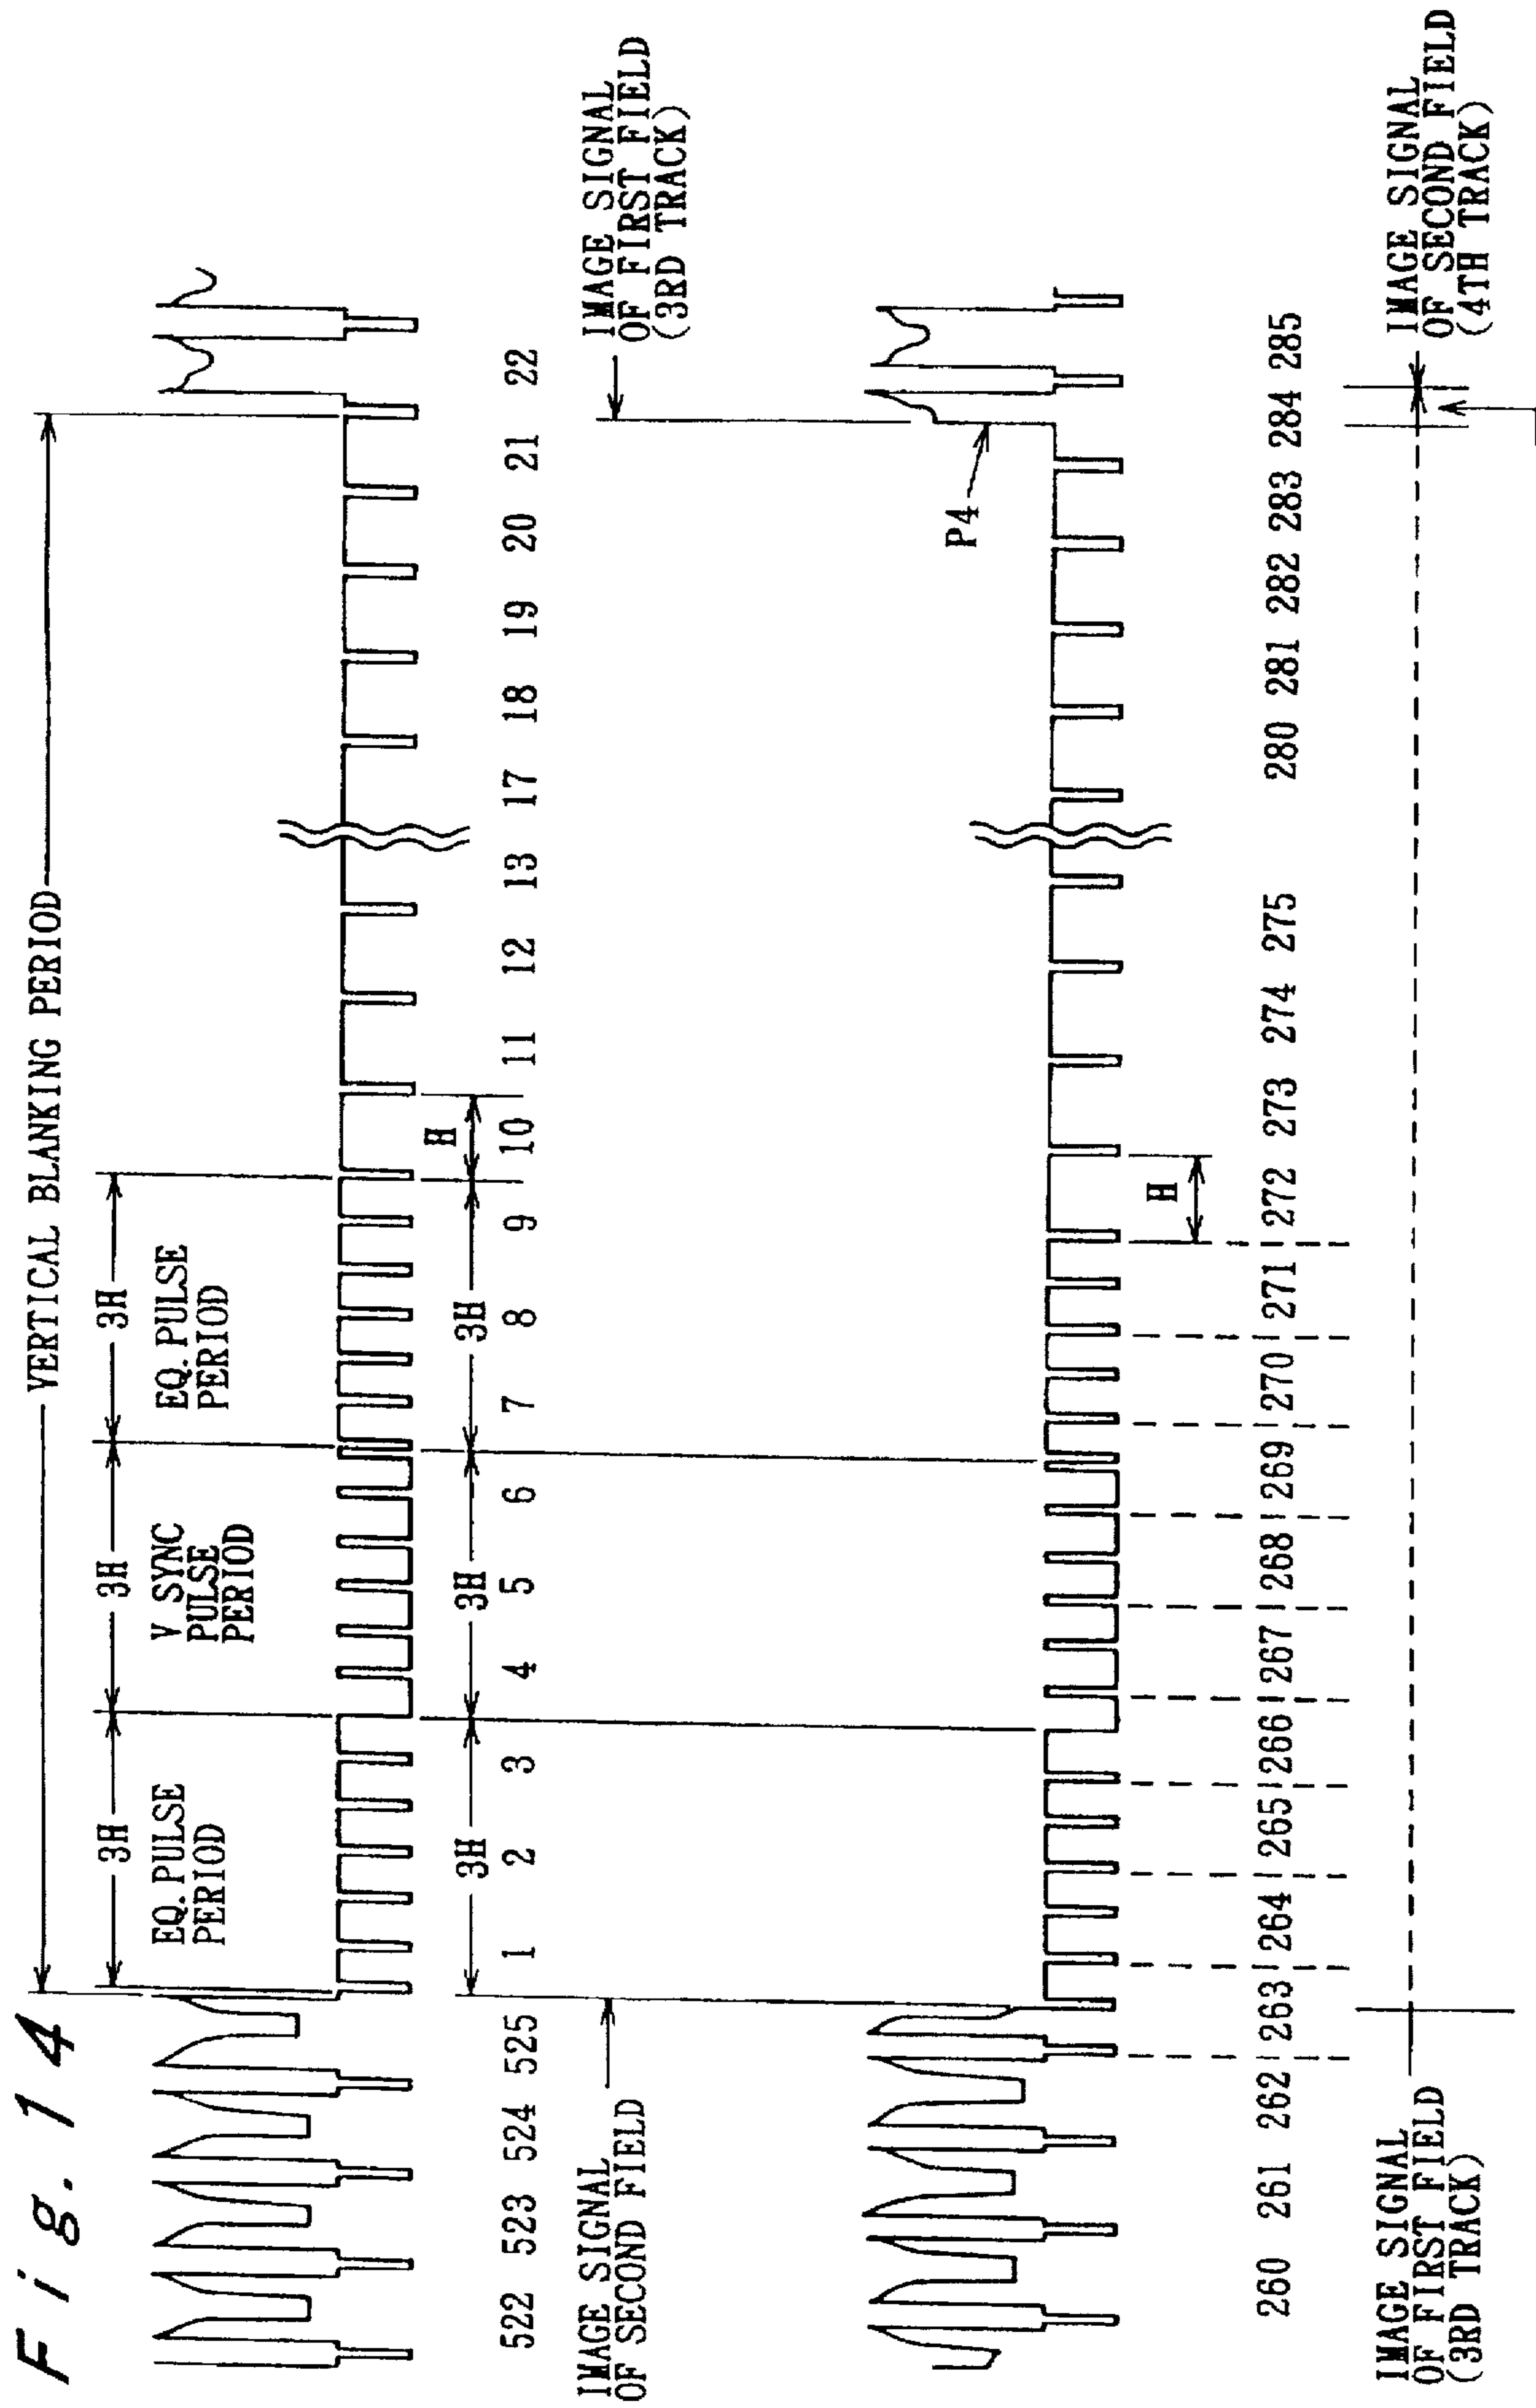 Fig. 14
VERTICAL BLANKING PERIOD
3H 3H 3H
EQ. PULSE
PERIOD
V SYNC
PULSE
PERIOD
EQ. PULSE
PERIOD
3H 3H 3H H
522 523 524 525 1 2 3 4 5 6 7 8 9 10 11 12 13 17 18 19 20 21 22
IMAGE SIGNAL
OF SECOND FIELD
IMAGE SIGNAL
OF FIRST FIELD
(3RD TRACK)
P4
H
260 261 262 263 264 265 266 267 268 269 270 271 272 273 274 275 280 281 282 283 284 285
IMAGE SIGNAL
OF FIRST FIELD
(3RD TRACK)
IMAGE SIGNAL
OF SECOND FIELD
(4TH TRACK)